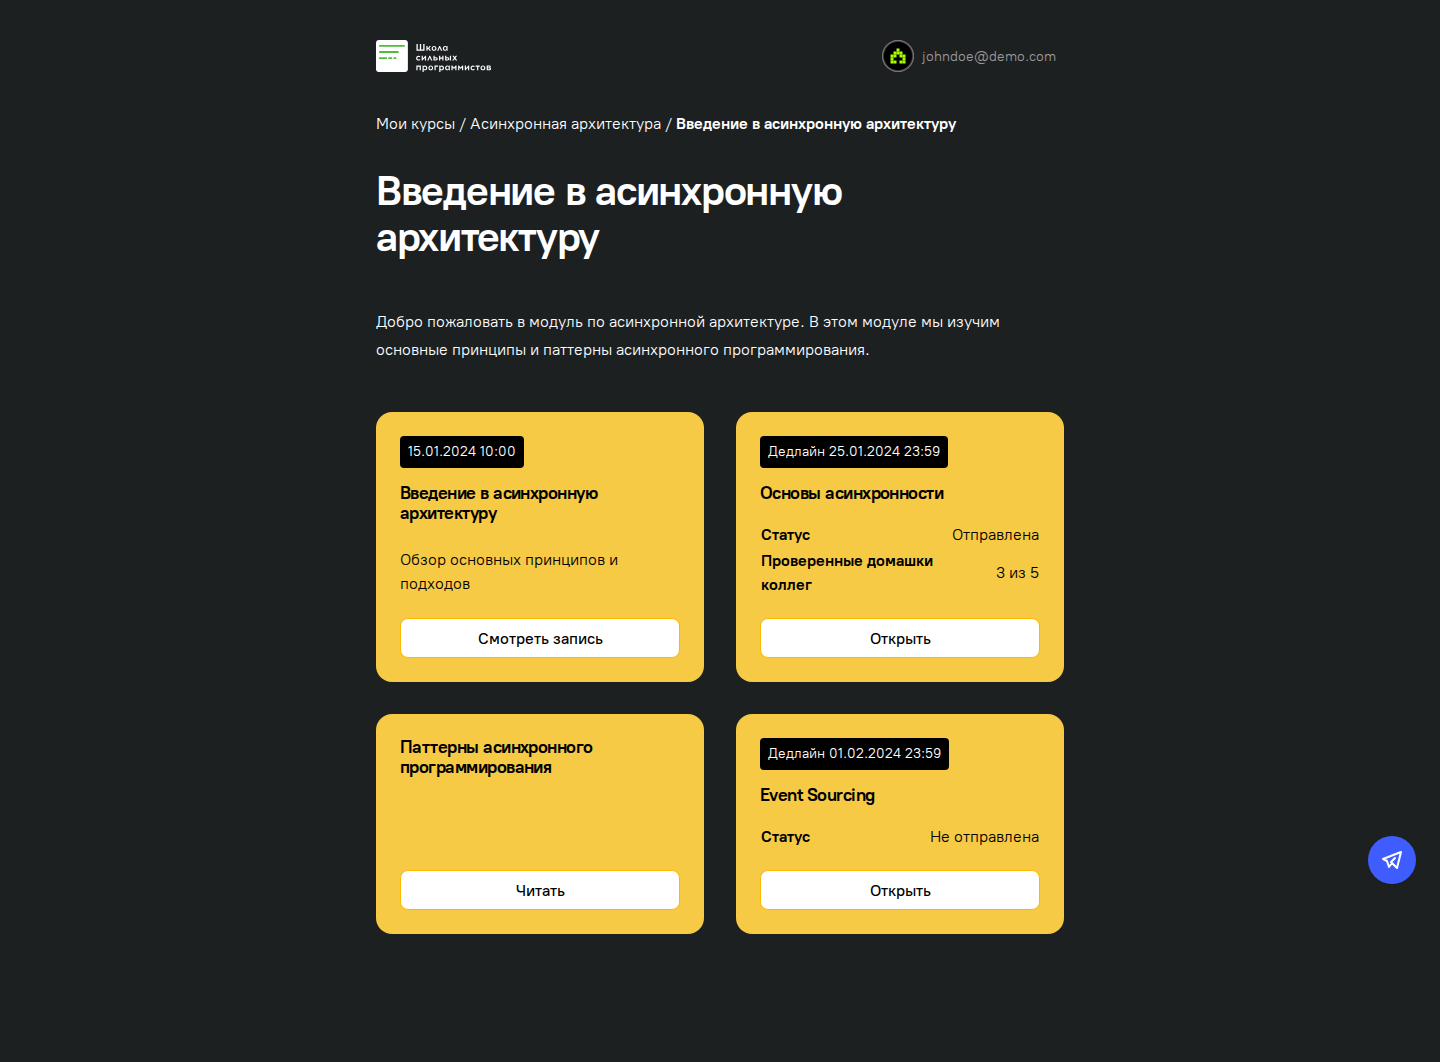 Школа
сильных
программистов
johndoe@demo.com
Мои курсы / Асинхронная архитектура / Введение в асинхронную архитектуру
Введение в асинхронную
архитектуру
Добро пожаловать в модуль по асинхронной архитектуре. В этом модуле мы изучим
основные принципы и паттерны асинхронного программирования.
15.01.2024 10:00
Введение в асинхронную
архитектуру
Обзор основных принципов и
подходов
Смотреть запись
Дедлайн 25.01.2024 23:59
Основы асинхронности
Статус Отправлена
Проверенные домашки
коллег
3 из 5
Открыть
Паттерны асинхронного
программирования
Читать
Дедлайн 01.02.2024 23:59
Event Sourcing
Статус Не отправлена
Открыть